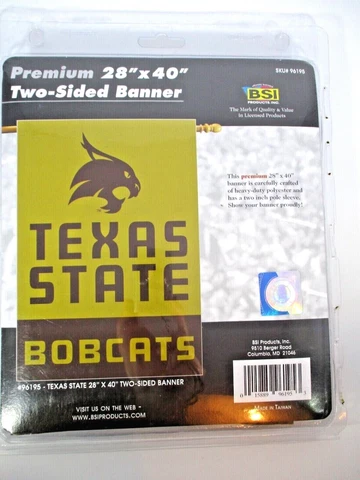 Premium 28" x 40"
Two-Sided Banner
SKU# 96195
BSI
PRODUCTS, INC.
The Mark of Quality & Value
in Licensed Products
This premium 28" x 40"
banner is carefully crafted
of heavy-duty polyester and
has a two inch pole sleeve.
Show your banner proudly!
TEXAS
STATE
BOBCATS
#96195 - TEXAS STATE 28" X 40" TWO-SIDED BANNER
VISIT US ON THE WEB •
WWW.BSIPRODUCTS.COM
BSI Products, Inc.
9510 Berger Road
Columbia, MD 21046
MADE IN TAIWAN